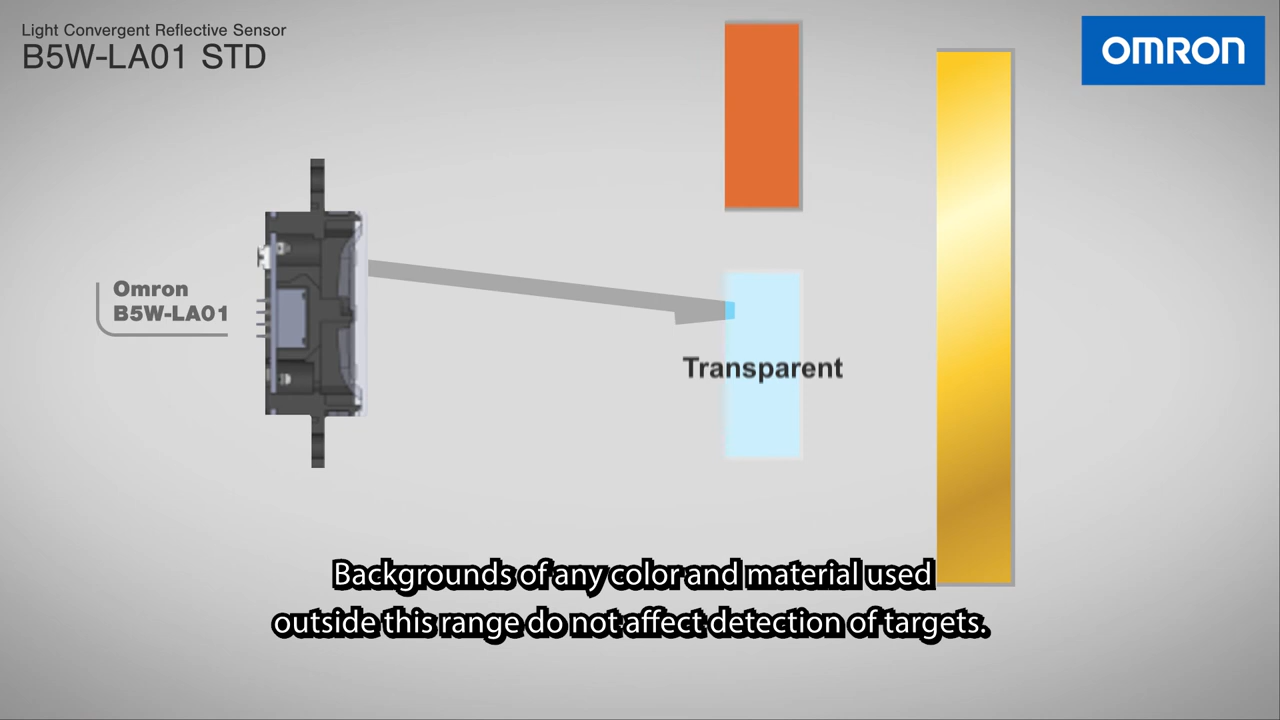 Light Convergent Reflective Sensor
B5W-LA01 STD
OMRON
Omron
B5W-LA01
Transparent
Backgrounds of any color and material used
outside this range do not affect detection of targets.